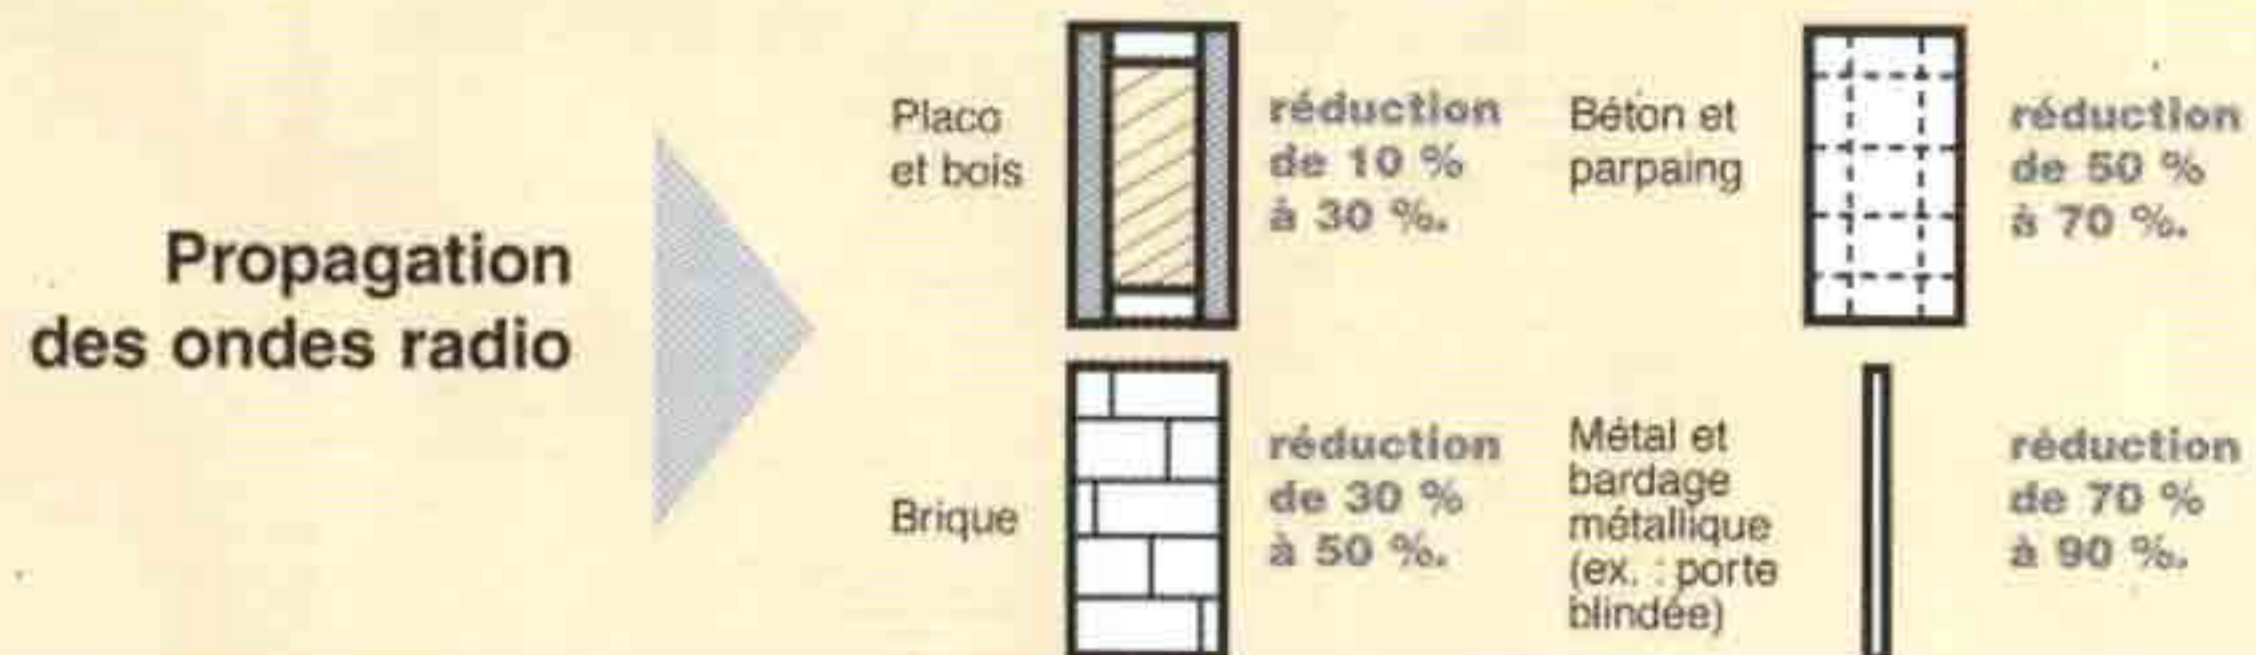 Propagation
des ondes radio
Placo
et bois
réduction
de 10 %
à 30 %.
Béton et
parpaing
réduction
de 50 %
à 70 %.
Brique
réduction
de 30 %
à 50 %.
Métal et
bardage
métallique
(ex. : porte
blindée)
réduction
de 70 %
à 90 %.